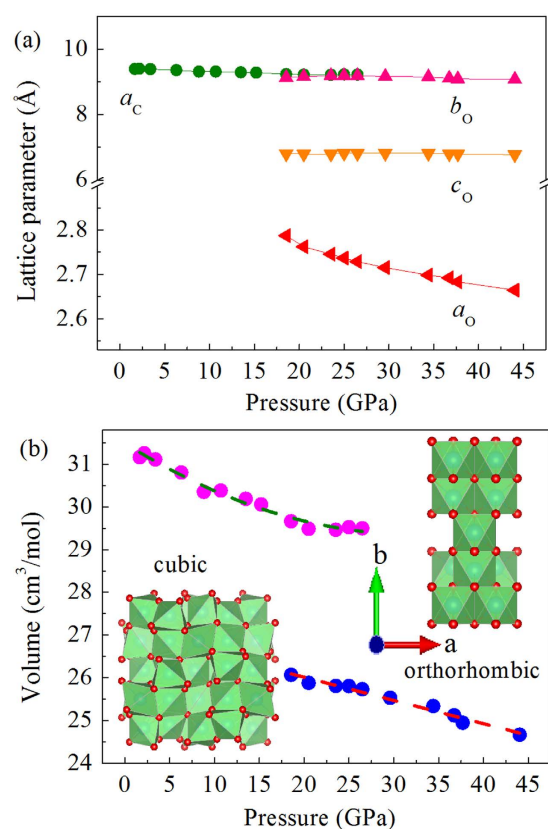 (a)
Lattice parameter (Å)
10
9
6
2.8
2.7
2.6
a_C
b_O
c_O
a_O
0 5 10 15 20 25 30 35 40 45
Pressure (GPa)
(b)
Volume (cm³/mol)
31
30
29
28
27
26
25
24
cubic
b
a
orthorhombic
0 5 10 15 20 25 30 35 40 45
Pressure (GPa)